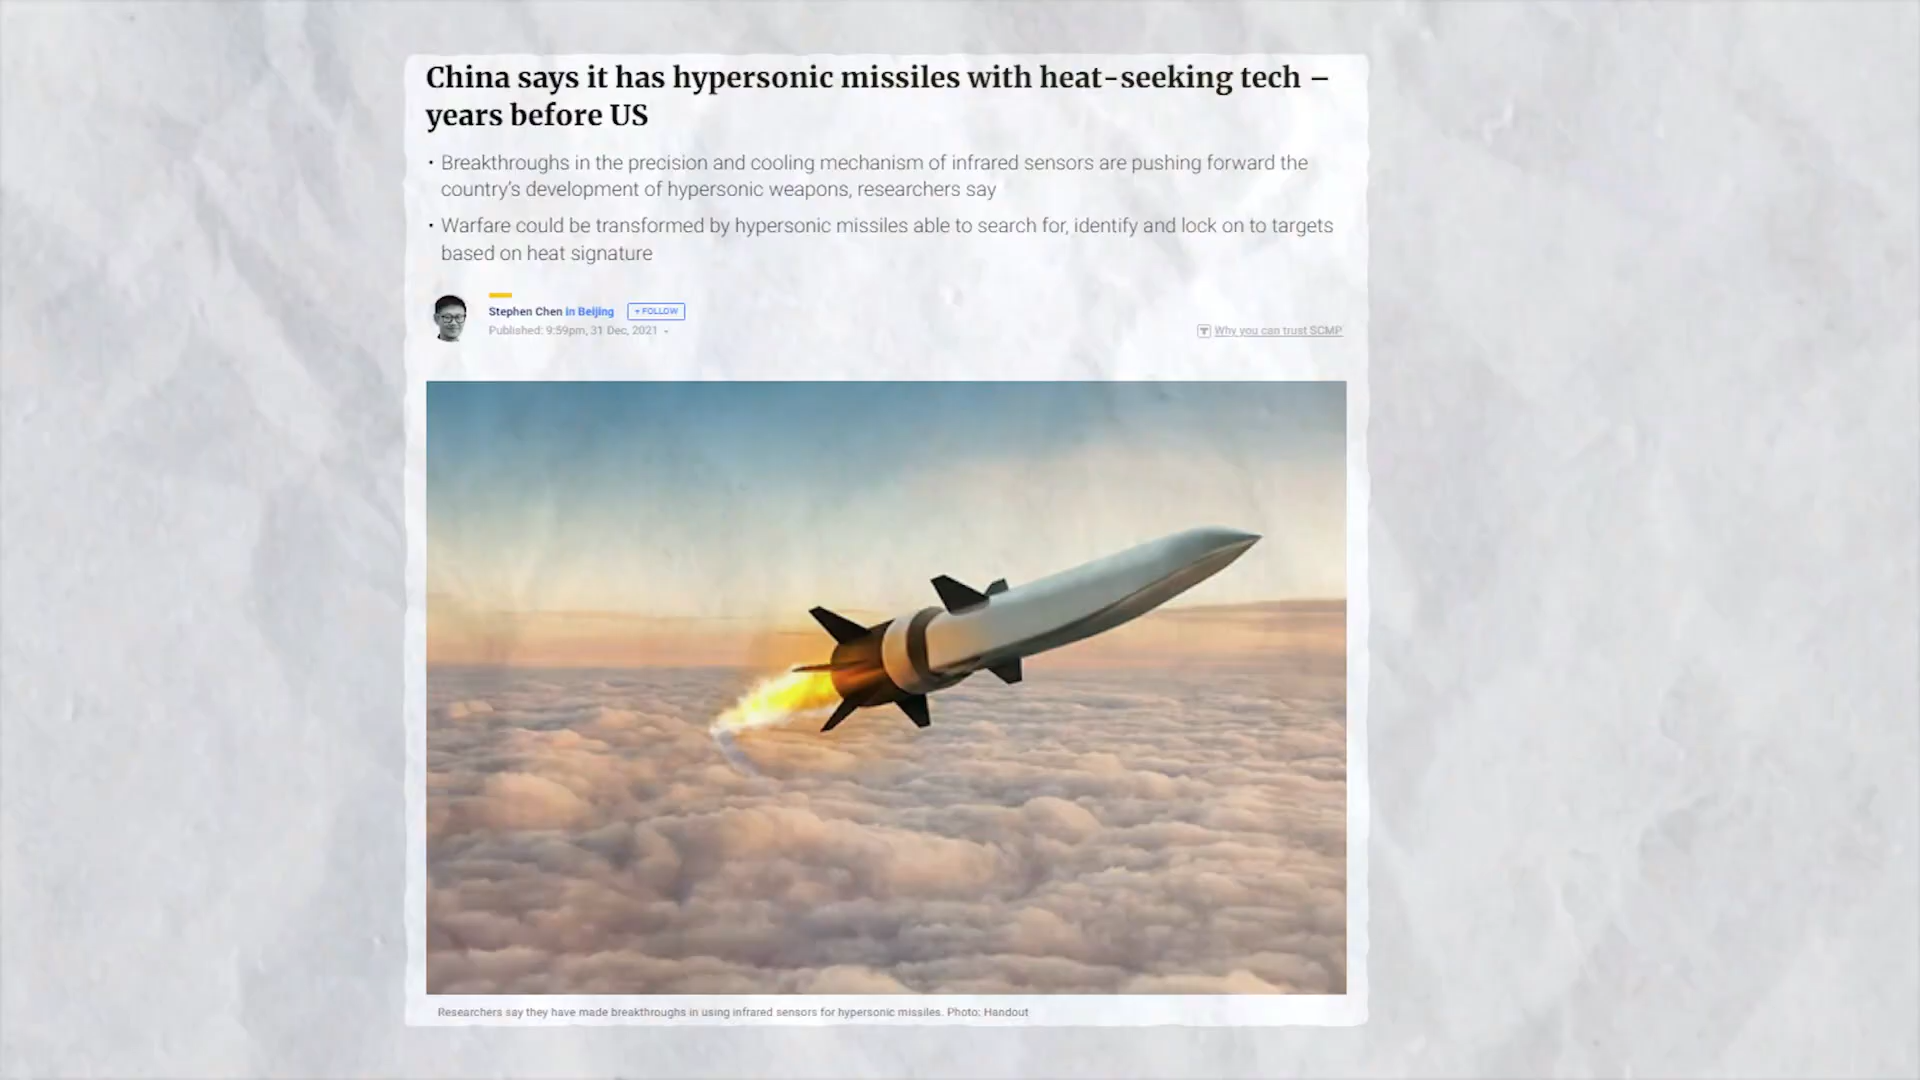 China says it has hypersonic missiles with heat-seeking tech –
years before US
• Breakthroughs in the precision and cooling mechanism of infrared sensors are pushing forward the
country's development of hypersonic weapons, researchers say
• Warfare could be transformed by hypersonic missiles able to search for, identify and lock on to targets
based on heat signature
Stephen Chen in Beijing + FOLLOW
Published: 9:59pm, 31 Dec, 2021
Why you can trust SCMP
Researchers say they have made breakthroughs in using infrared sensors for hypersonic missiles. Photo: Handout